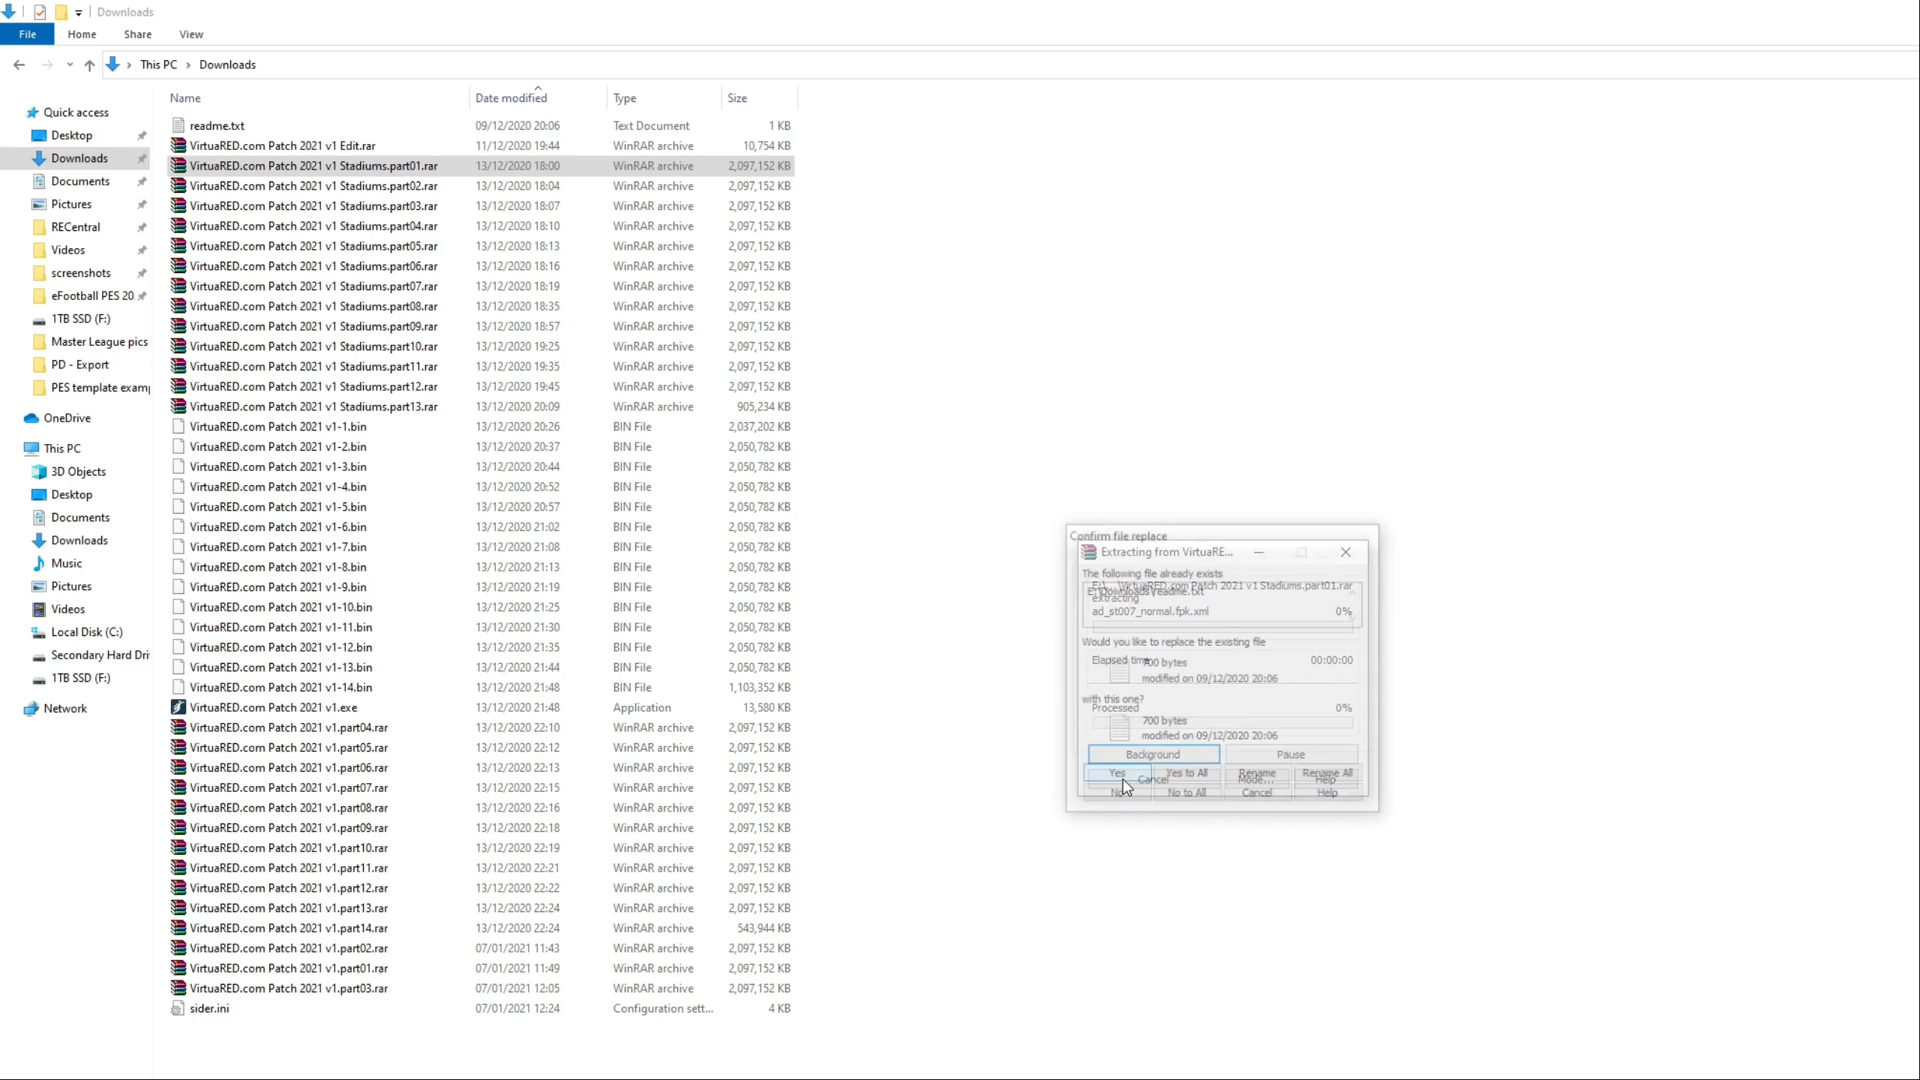 Downloads
File Home Share View
This PC > Downloads
Name Date modified Type Size
Quick access
Desktop
Downloads
Documents
Pictures
RECentral
Videos
screenshots
eFootball PES 20
1TB SSD (F:)
Master League pics
PD - Export
PES template examp
OneDrive
This PC
3D Objects
Desktop
Documents
Downloads
Music
Pictures
Videos
Local Disk (C:)
Secondary Hard Dri
1TB SSD (F:)
Network
readme.txt 09/12/2020 20:06 Text Document 1 KB
VirtuaRED.com Patch 2021 v1 Edit.rar 11/12/2020 19:44 WinRAR archive 10,754 KB
VirtuaRED.com Patch 2021 v1 Stadiums.part01.rar 13/12/2020 18:00 WinRAR archive 2,097,152 KB
VirtuaRED.com Patch 2021 v1 Stadiums.part02.rar 13/12/2020 18:04 WinRAR archive 2,097,152 KB
VirtuaRED.com Patch 2021 v1 Stadiums.part03.rar 13/12/2020 18:07 WinRAR archive 2,097,152 KB
VirtuaRED.com Patch 2021 v1 Stadiums.part04.rar 13/12/2020 18:10 WinRAR archive 2,097,152 KB
VirtuaRED.com Patch 2021 v1 Stadiums.part05.rar 13/12/2020 18:13 WinRAR archive 2,097,152 KB
VirtuaRED.com Patch 2021 v1 Stadiums.part06.rar 13/12/2020 18:16 WinRAR archive 2,097,152 KB
VirtuaRED.com Patch 2021 v1 Stadiums.part07.rar 13/12/2020 18:19 WinRAR archive 2,097,152 KB
VirtuaRED.com Patch 2021 v1 Stadiums.part08.rar 13/12/2020 18:35 WinRAR archive 2,097,152 KB
VirtuaRED.com Patch 2021 v1 Stadiums.part09.rar 13/12/2020 18:57 WinRAR archive 2,097,152 KB
VirtuaRED.com Patch 2021 v1 Stadiums.part10.rar 13/12/2020 19:25 WinRAR archive 2,097,152 KB
VirtuaRED.com Patch 2021 v1 Stadiums.part11.rar 13/12/2020 19:35 WinRAR archive 2,097,152 KB
VirtuaRED.com Patch 2021 v1 Stadiums.part12.rar 13/12/2020 19:45 WinRAR archive 2,097,152 KB
VirtuaRED.com Patch 2021 v1 Stadiums.part13.rar 13/12/2020 20:09 WinRAR archive 905,234 KB
VirtuaRED.com Patch 2021 v1-1.bin 13/12/2020 20:26 BIN File 2,037,202 KB
VirtuaRED.com Patch 2021 v1-2.bin 13/12/2020 20:37 BIN File 2,050,782 KB
VirtuaRED.com Patch 2021 v1-3.bin 13/12/2020 20:44 BIN File 2,050,782 KB
VirtuaRED.com Patch 2021 v1-4.bin 13/12/2020 20:52 BIN File 2,050,782 KB
VirtuaRED.com Patch 2021 v1-5.bin 13/12/2020 20:57 BIN File 2,050,782 KB
VirtuaRED.com Patch 2021 v1-6.bin 13/12/2020 21:02 BIN File 2,050,782 KB
VirtuaRED.com Patch 2021 v1-7.bin 13/12/2020 21:08 BIN File 2,050,782 KB
VirtuaRED.com Patch 2021 v1-8.bin 13/12/2020 21:13 BIN File 2,050,782 KB
VirtuaRED.com Patch 2021 v1-9.bin 13/12/2020 21:19 BIN File 2,050,782 KB
VirtuaRED.com Patch 2021 v1-10.bin 13/12/2020 21:25 BIN File 2,050,782 KB
VirtuaRED.com Patch 2021 v1-11.bin 13/12/2020 21:30 BIN File 2,050,782 KB
VirtuaRED.com Patch 2021 v1-12.bin 13/12/2020 21:35 BIN File 2,050,782 KB
VirtuaRED.com Patch 2021 v1-13.bin 13/12/2020 21:44 BIN File 2,050,782 KB
VirtuaRED.com Patch 2021 v1-14.bin 13/12/2020 21:48 BIN File 1,103,352 KB
VirtuaRED.com Patch 2021 v1.exe 13/12/2020 21:48 Application 13,580 KB
VirtuaRED.com Patch 2021 v1.part04.rar 13/12/2020 22:10 WinRAR archive 2,097,152 KB
VirtuaRED.com Patch 2021 v1.part05.rar 13/12/2020 22:12 WinRAR archive 2,097,152 KB
VirtuaRED.com Patch 2021 v1.part06.rar 13/12/2020 22:13 WinRAR archive 2,097,152 KB
VirtuaRED.com Patch 2021 v1.part07.rar 13/12/2020 22:15 WinRAR archive 2,097,152 KB
VirtuaRED.com Patch 2021 v1.part08.rar 13/12/2020 22:16 WinRAR archive 2,097,152 KB
VirtuaRED.com Patch 2021 v1.part09.rar 13/12/2020 22:18 WinRAR archive 2,097,152 KB
VirtuaRED.com Patch 2021 v1.part10.rar 13/12/2020 22:19 WinRAR archive 2,097,152 KB
VirtuaRED.com Patch 2021 v1.part11.rar 13/12/2020 22:21 WinRAR archive 2,097,152 KB
VirtuaRED.com Patch 2021 v1.part12.rar 13/12/2020 22:22 WinRAR archive 2,097,152 KB
VirtuaRED.com Patch 2021 v1.part13.rar 13/12/2020 22:24 WinRAR archive 2,097,152 KB
VirtuaRED.com Patch 2021 v1.part14.rar 13/12/2020 22:24 WinRAR archive 543,944 KB
VirtuaRED.com Patch 2021 v1.part02.rar 07/01/2021 11:43 WinRAR archive 2,097,152 KB
VirtuaRED.com Patch 2021 v1.part01.rar 07/01/2021 11:49 WinRAR archive 2,097,152 KB
VirtuaRED.com Patch 2021 v1.part03.rar 07/01/2021 12:05 WinRAR archive 2,097,152 KB
sider.ini 07/01/2021 12:24 Configuration sett... 4 KB
Confirm file replace
Extracting from VirtuaRE...
The following file already exists
E:\...\VirtuaRED.com Patch 2021 v1 Stadiums.part01.rar
E:\Downloads\readme.txt
extracting
ad_st007_normal.fpk.xml 0%
Would you like to replace the existing file
Elapsed time 00:00:00
700 bytes
modified on 09/12/2020 20:06
with this one?
Processed 0%
700 bytes
modified on 09/12/2020 20:06
Background Pause
Yes Yes to All Rename Rename All
Cancel Mode... Help
No No to All Cancel Help